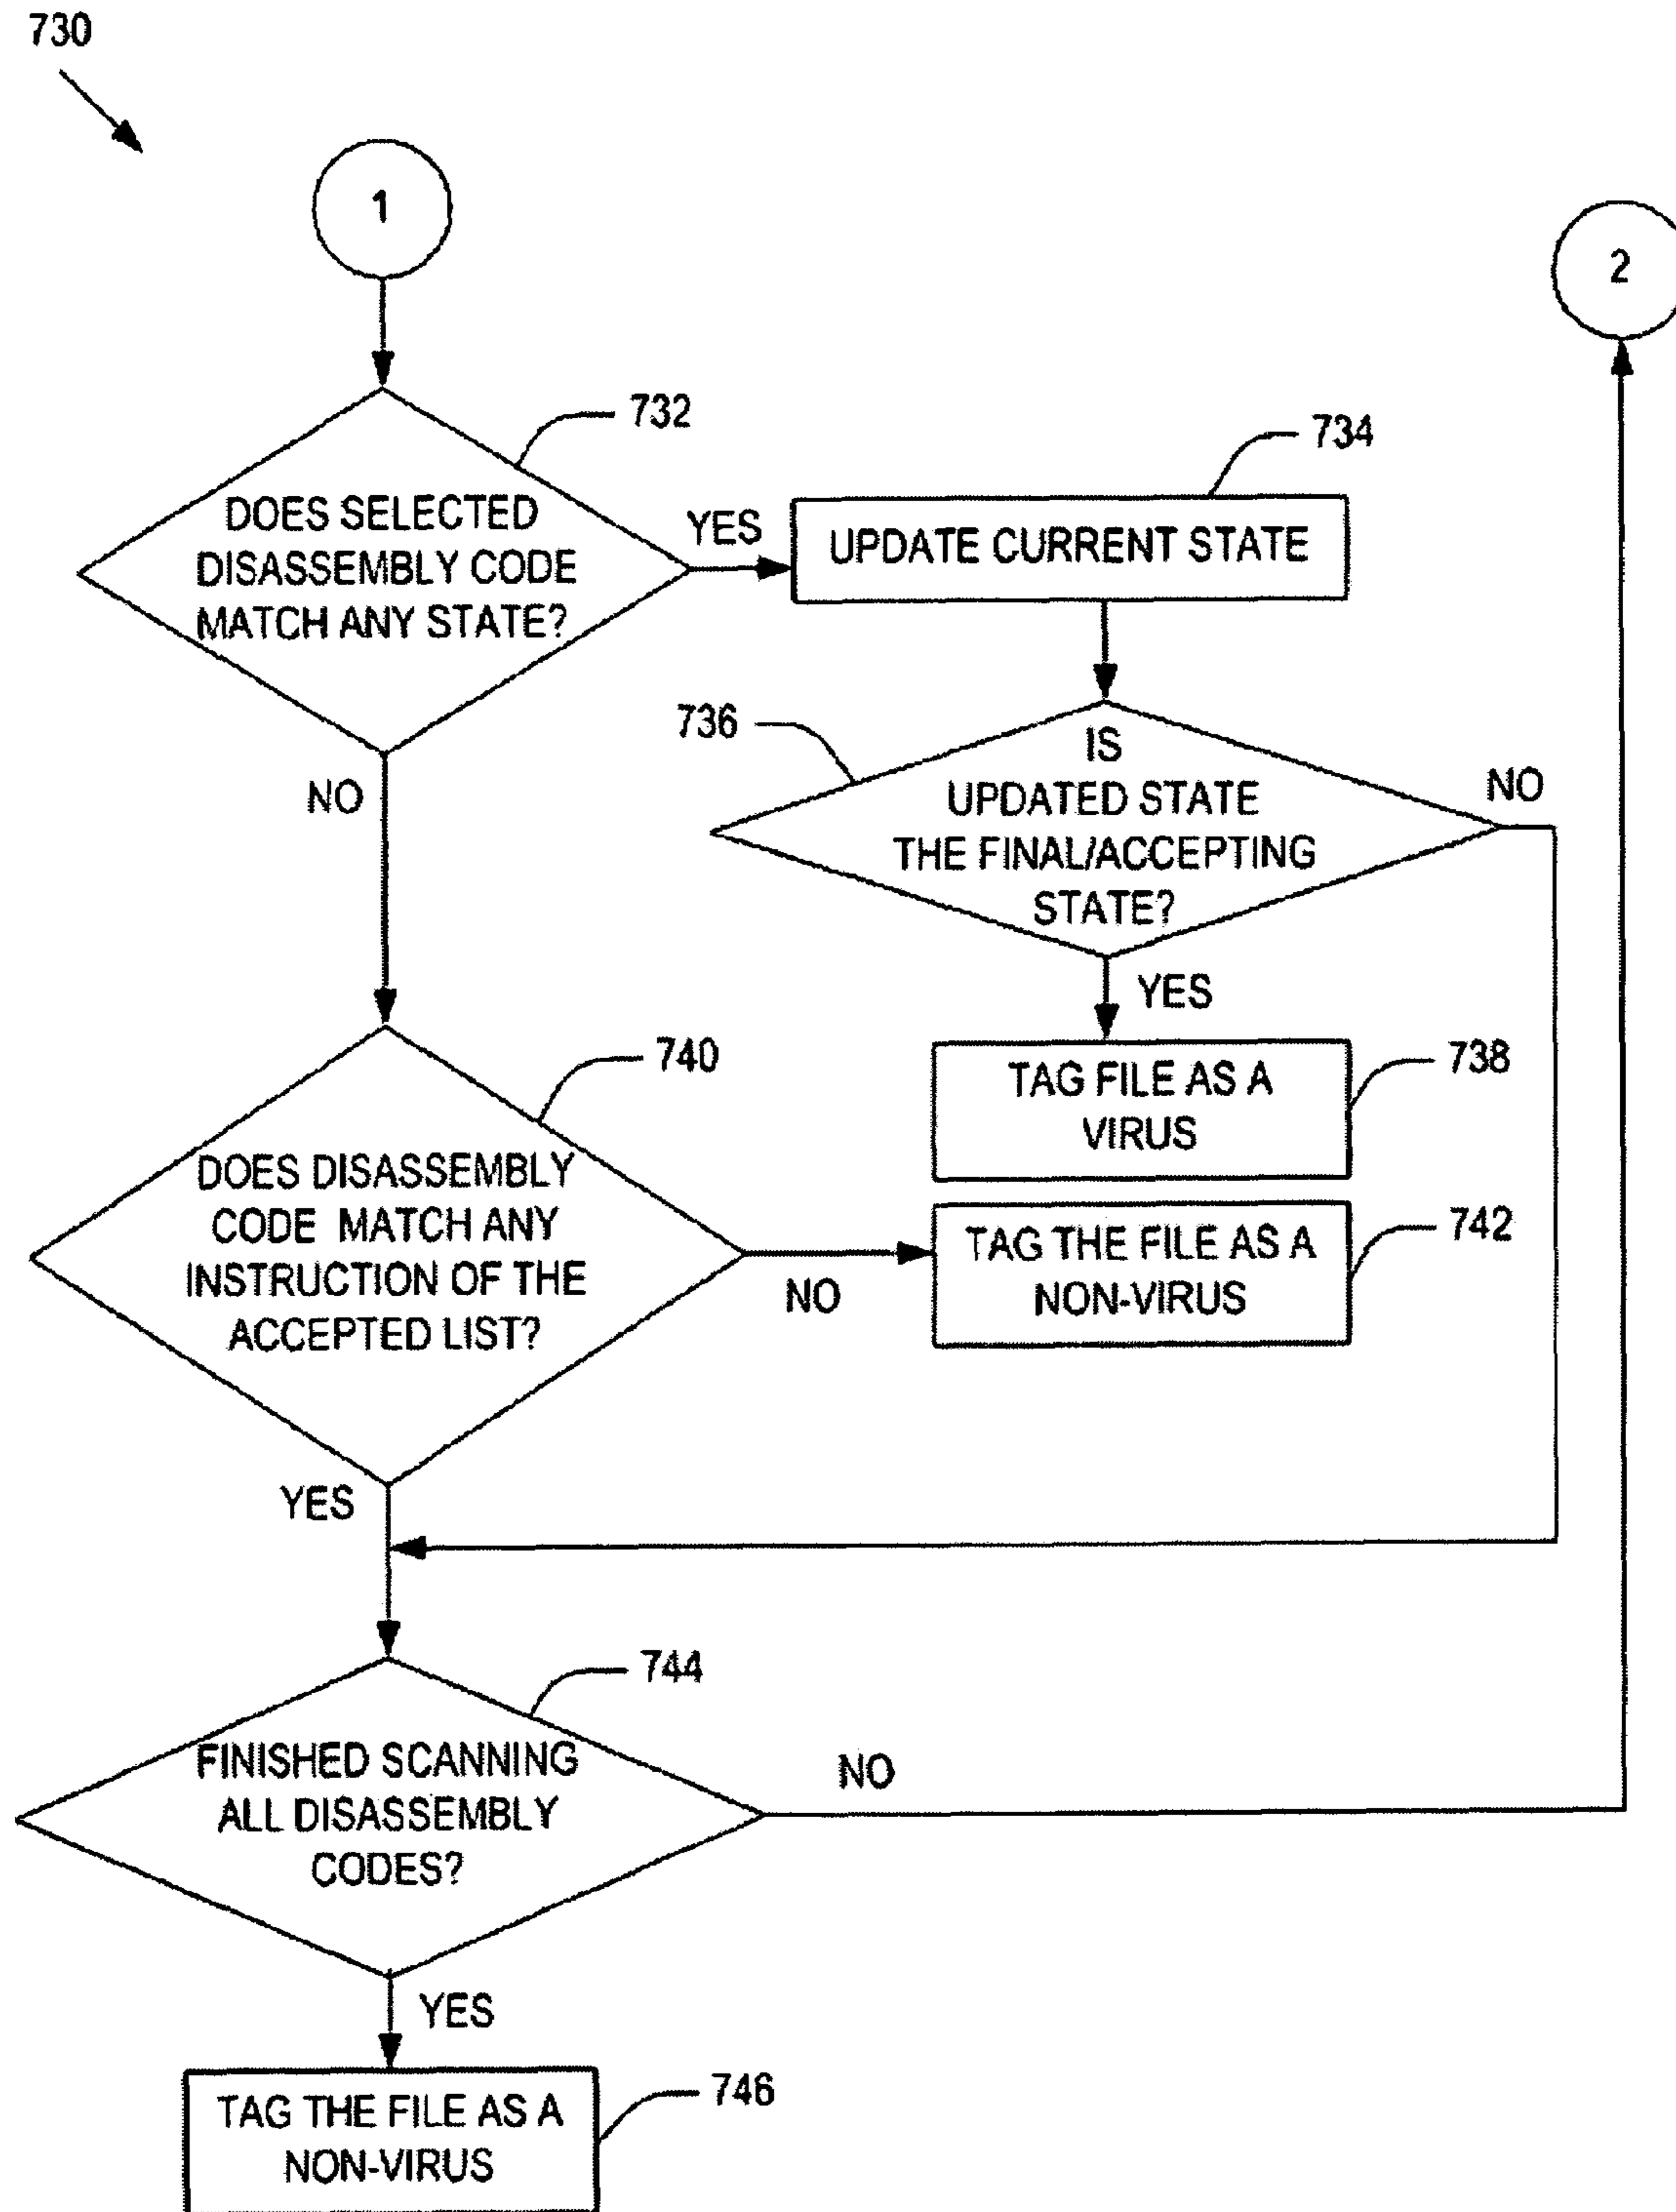 730
1
2
732
734
DOES SELECTED
DISASSEMBLY CODE
MATCH ANY STATE?
YES
UPDATE CURRENT STATE
736
IS
UPDATED STATE
THE FINAL/ACCEPTING
STATE?
NO
NO
YES
738
TAG FILE AS A
VIRUS
740
DOES DISASSEMBLY
CODE MATCH ANY
INSTRUCTION OF THE
ACCEPTED LIST?
NO
742
TAG THE FILE AS A
NON-VIRUS
YES
744
FINISHED SCANNING
ALL DISASSEMBLY
CODES?
NO
YES
746
TAG THE FILE AS A
NON-VIRUS